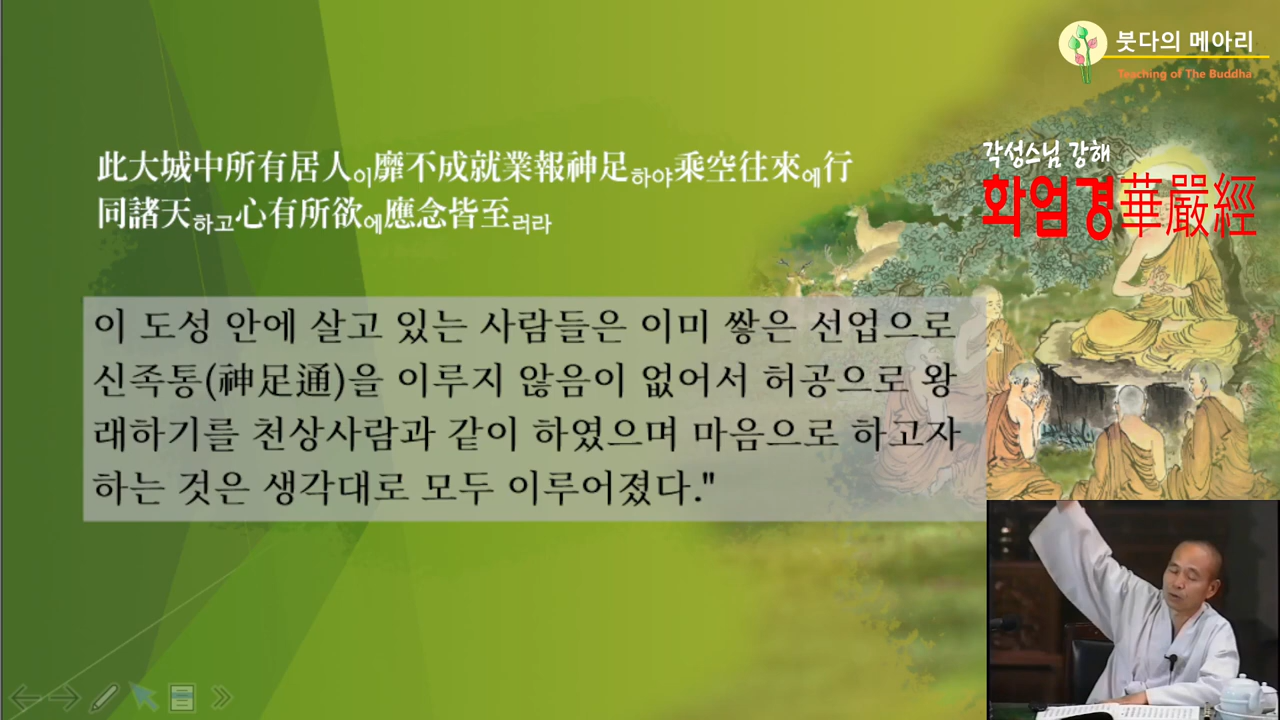 붓다의 메아리
Teaching of The Buddha
각성스님 강해
화엄경華嚴經
此大城中所有居人이靡不成就業報神足하야乘空往來에行
同諸天하고心有所欲에應念皆至러라
이 도성 안에 살고 있는 사람들은 이미 쌓은 선업으로
신족통(神足通)을 이루지 않음이 없어서 허공으로 왕
래하기를 천상사람과 같이 하였으며 마음으로 하고자
하는 것은 생각대로 모두 이루어졌다."